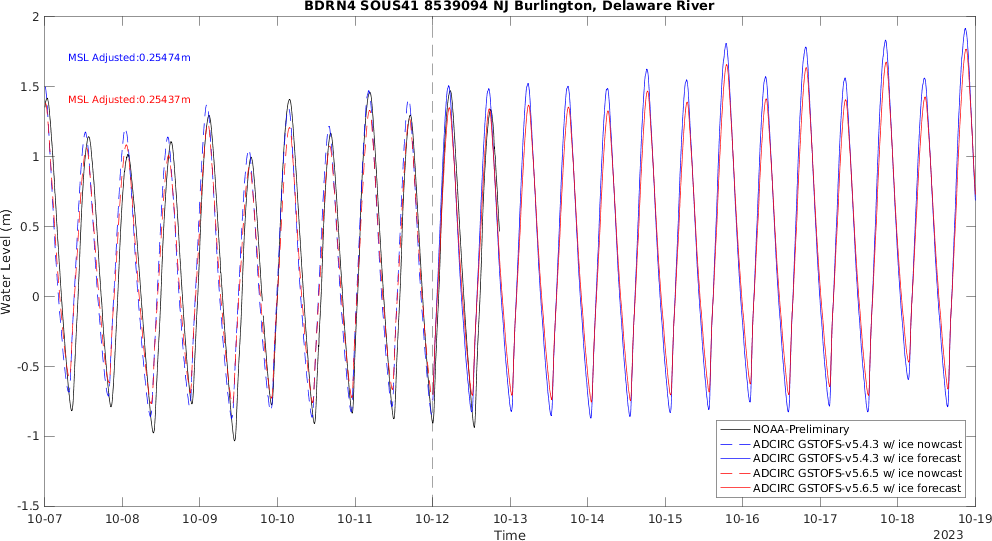 BDRN4 SOUS41 8539094 NJ Burlington, Delaware River
2
MSL Adjusted:0.25474m
1.5
MSL Adjusted:0.25437m
1
0.5
Water Level (m)
0
-0.5
-1
NOAA-Preliminary
ADCIRC GSTOFS-v5.4.3 w/ ice nowcast
ADCIRC GSTOFS-v5.4.3 w/ ice forecast
ADCIRC GSTOFS-v5.6.5 w/ ice nowcast
ADCIRC GSTOFS-v5.6.5 w/ ice forecast
-1.5
10-07 10-08 10-09 10-10 10-11 10-12 10-13 10-14 10-15 10-16 10-17 10-18 10-19
Time
2023